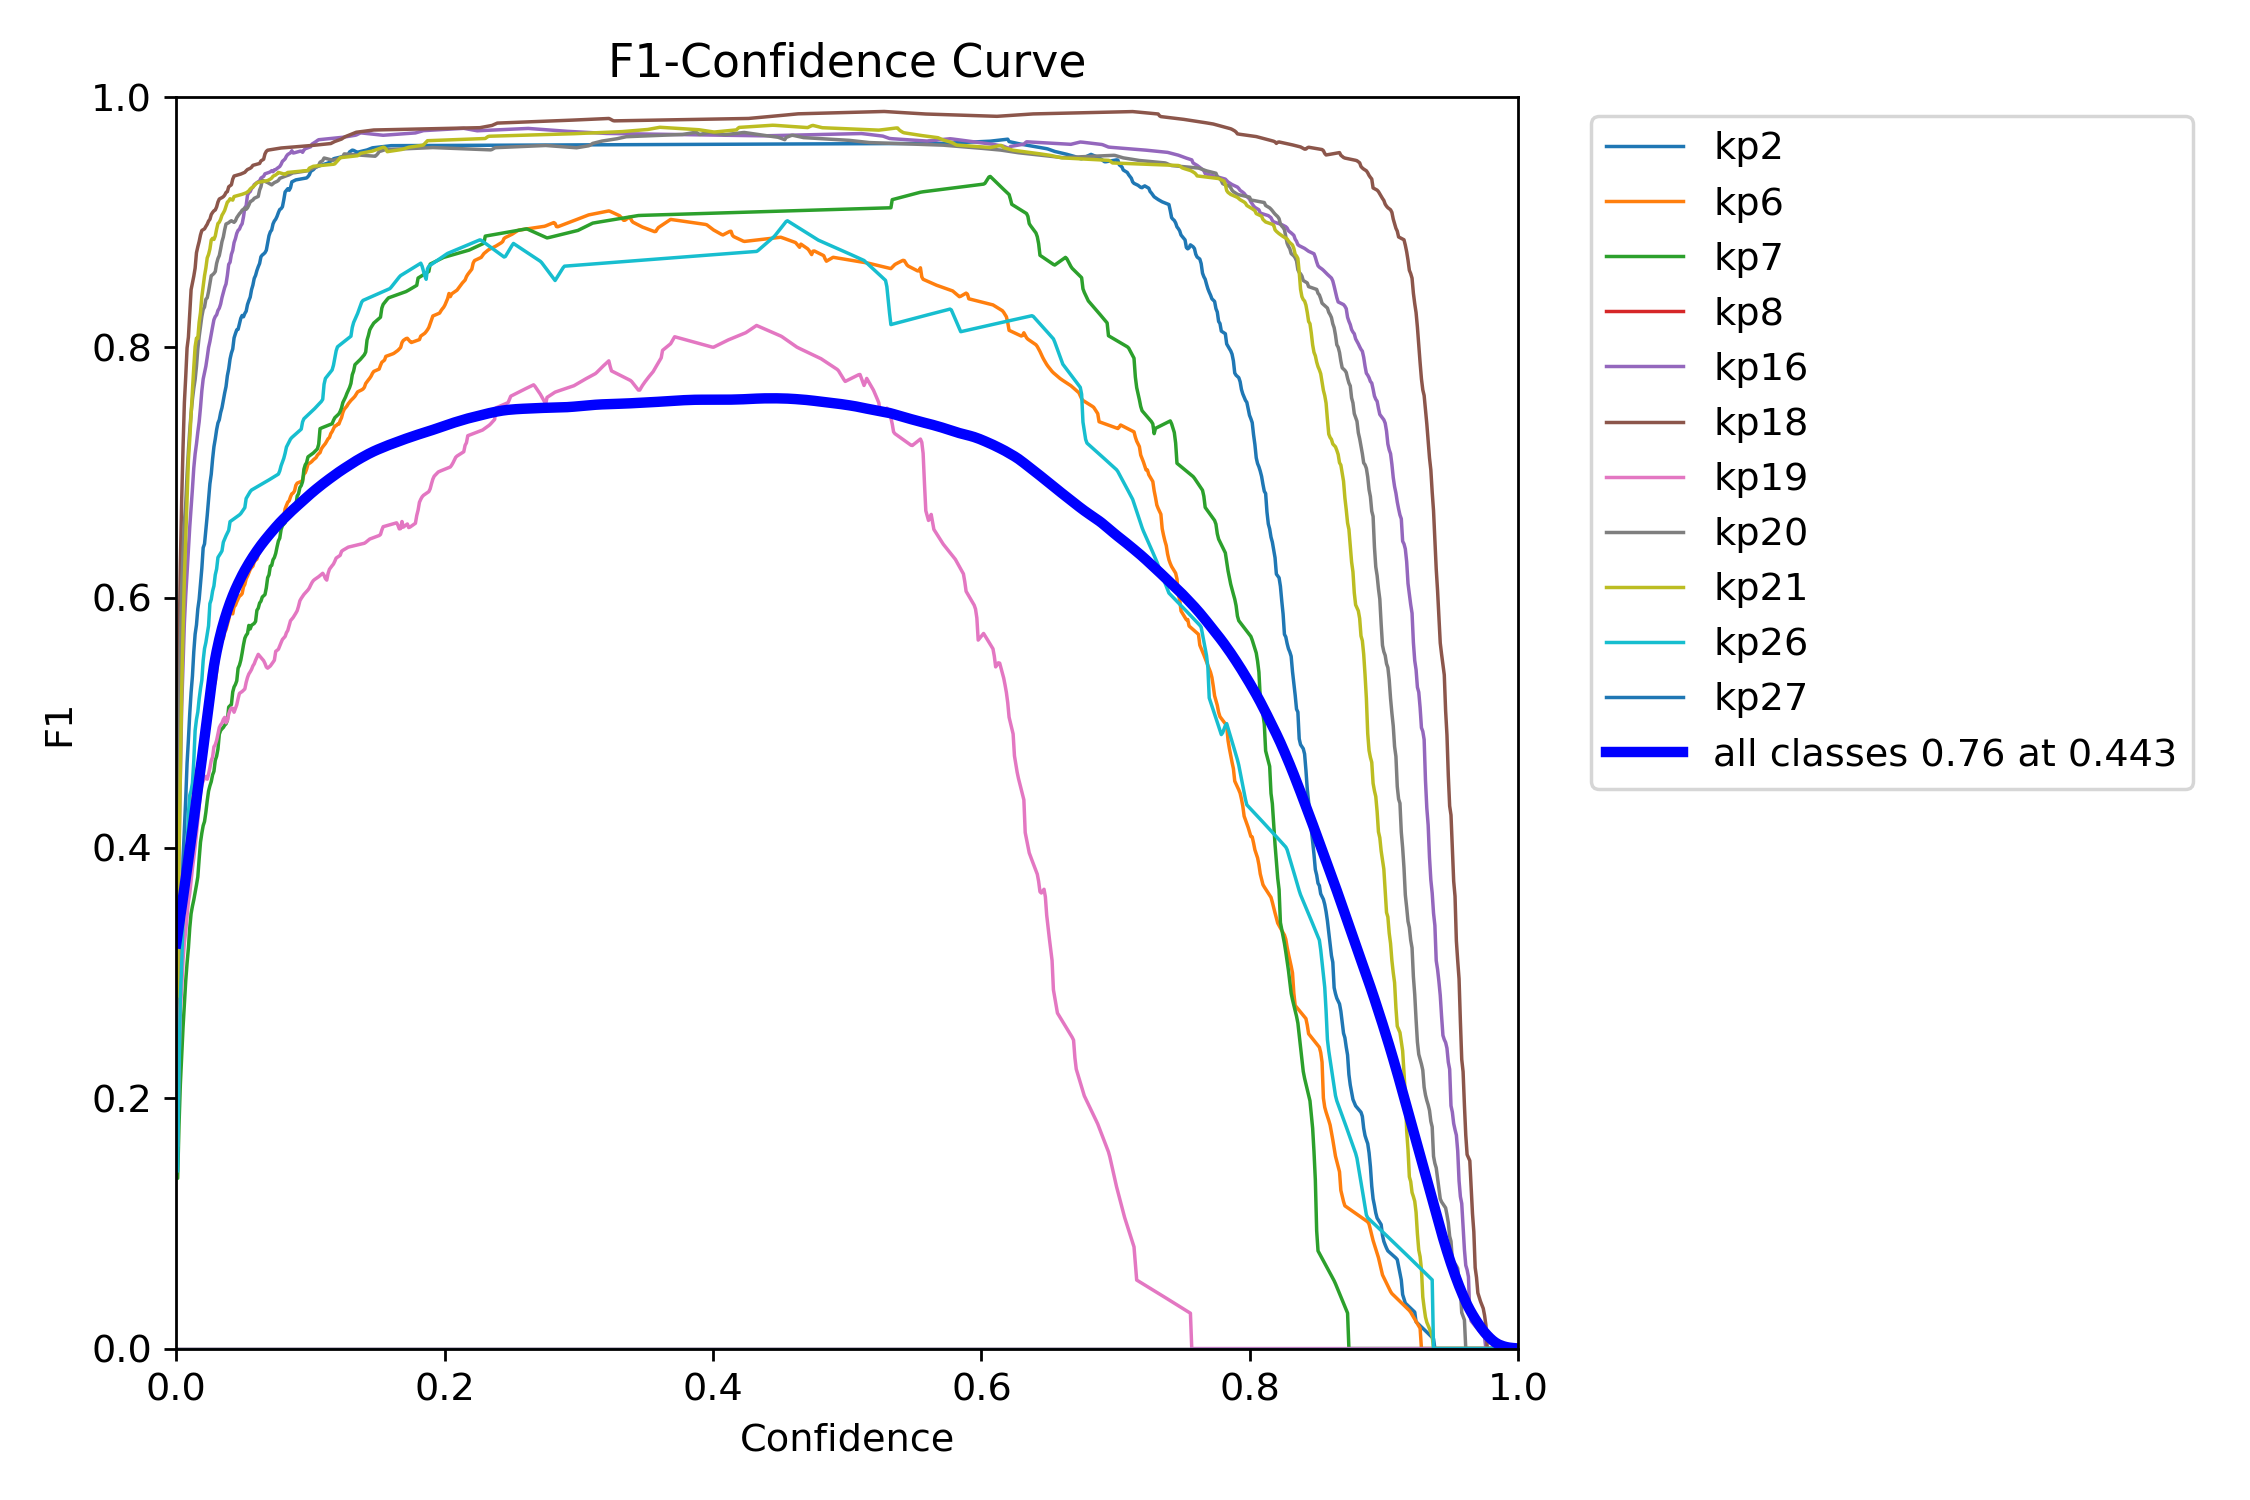 F1-Confidence Curve
1.0
0.8
0.6
0.4
0.2
0.0
F1
0.0 0.2 0.4 0.6 0.8 1.0
Confidence
kp2
kp6
kp7
kp8
kp16
kp18
kp19
kp20
kp21
kp26
kp27
all classes 0.76 at 0.443